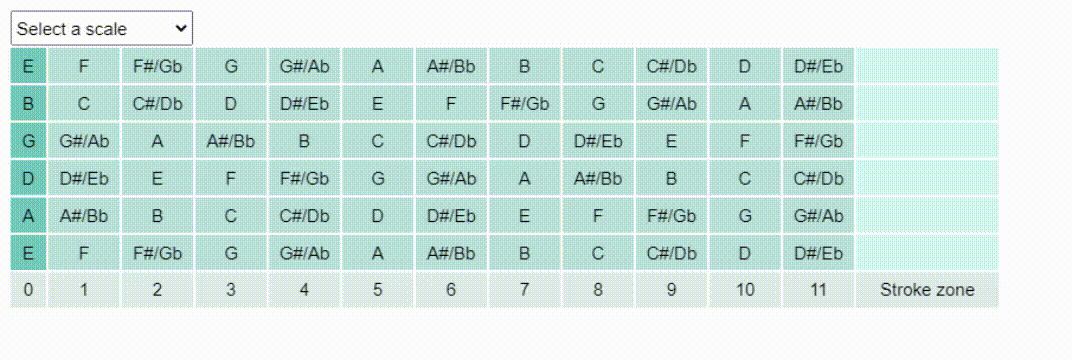 Select a scale
E F F#/Gb G G#/Ab A A#/Bb B C C#/Db D D#/Eb
B C C#/Db D D#/Eb E F F#/Gb G G#/Ab A A#/Bb
G G#/Ab A A#/Bb B C C#/Db D D#/Eb E F F#/Gb
D D#/Eb E F F#/Gb G G#/Ab A A#/Bb B C C#/Db
A A#/Bb B C C#/Db D D#/Eb E F F#/Gb G G#/Ab
E F F#/Gb G G#/Ab A A#/Bb B C C#/Db D D#/Eb
0 1 2 3 4 5 6 7 8 9 10 11 Stroke zone